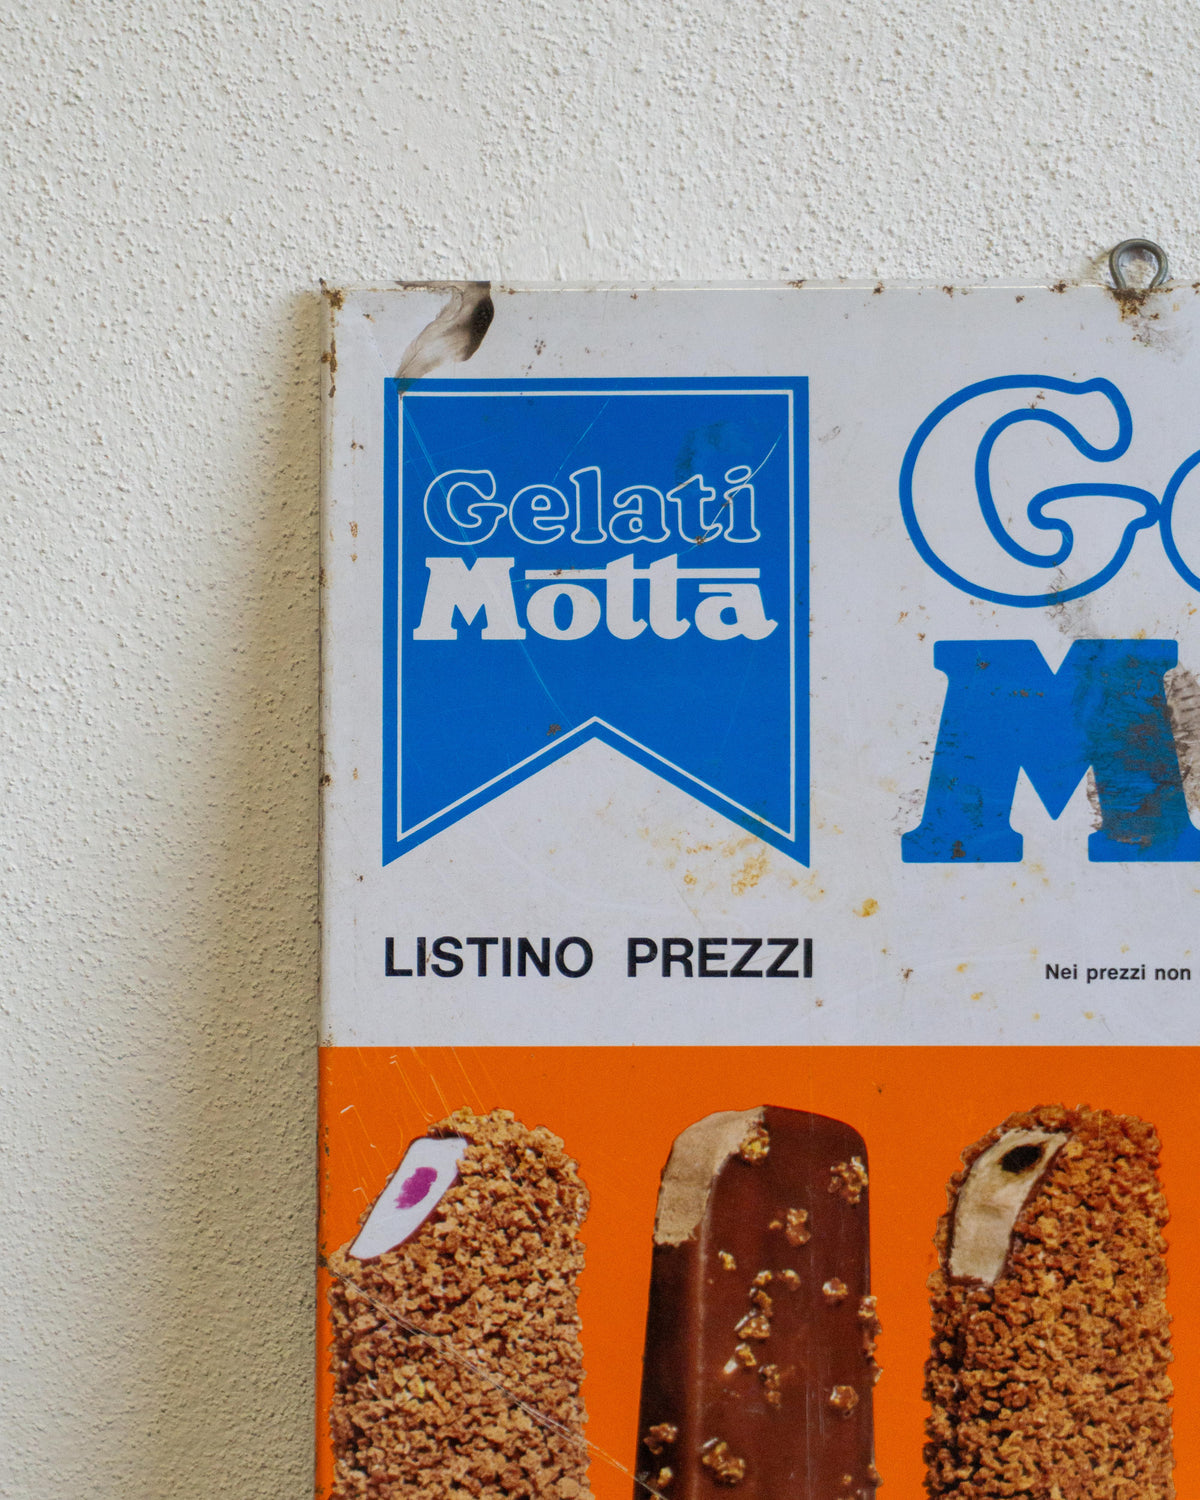 Gelati
Motta
G
M
LISTINO PREZZI
Nei prezzi non